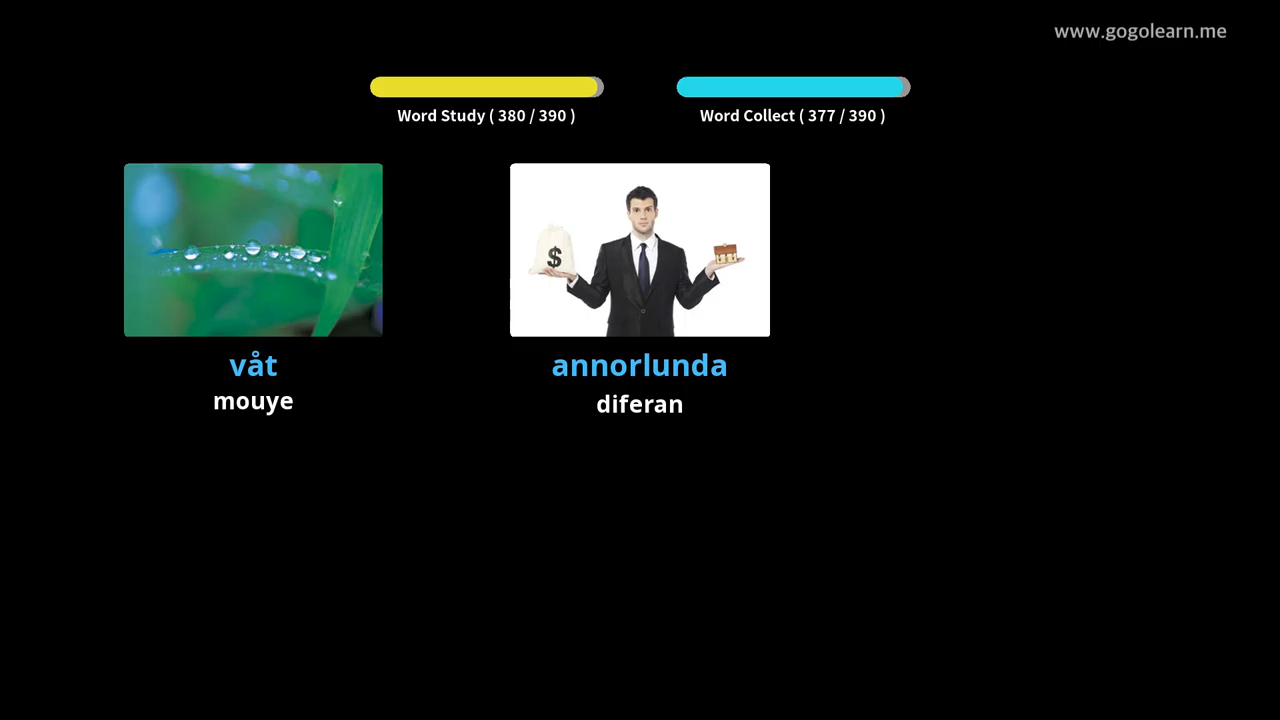 www.gogolearn.me
Word Study ( 380 / 390 )
Word Collect ( 377 / 390 )
$
våt
mouye
annorlunda
diferan